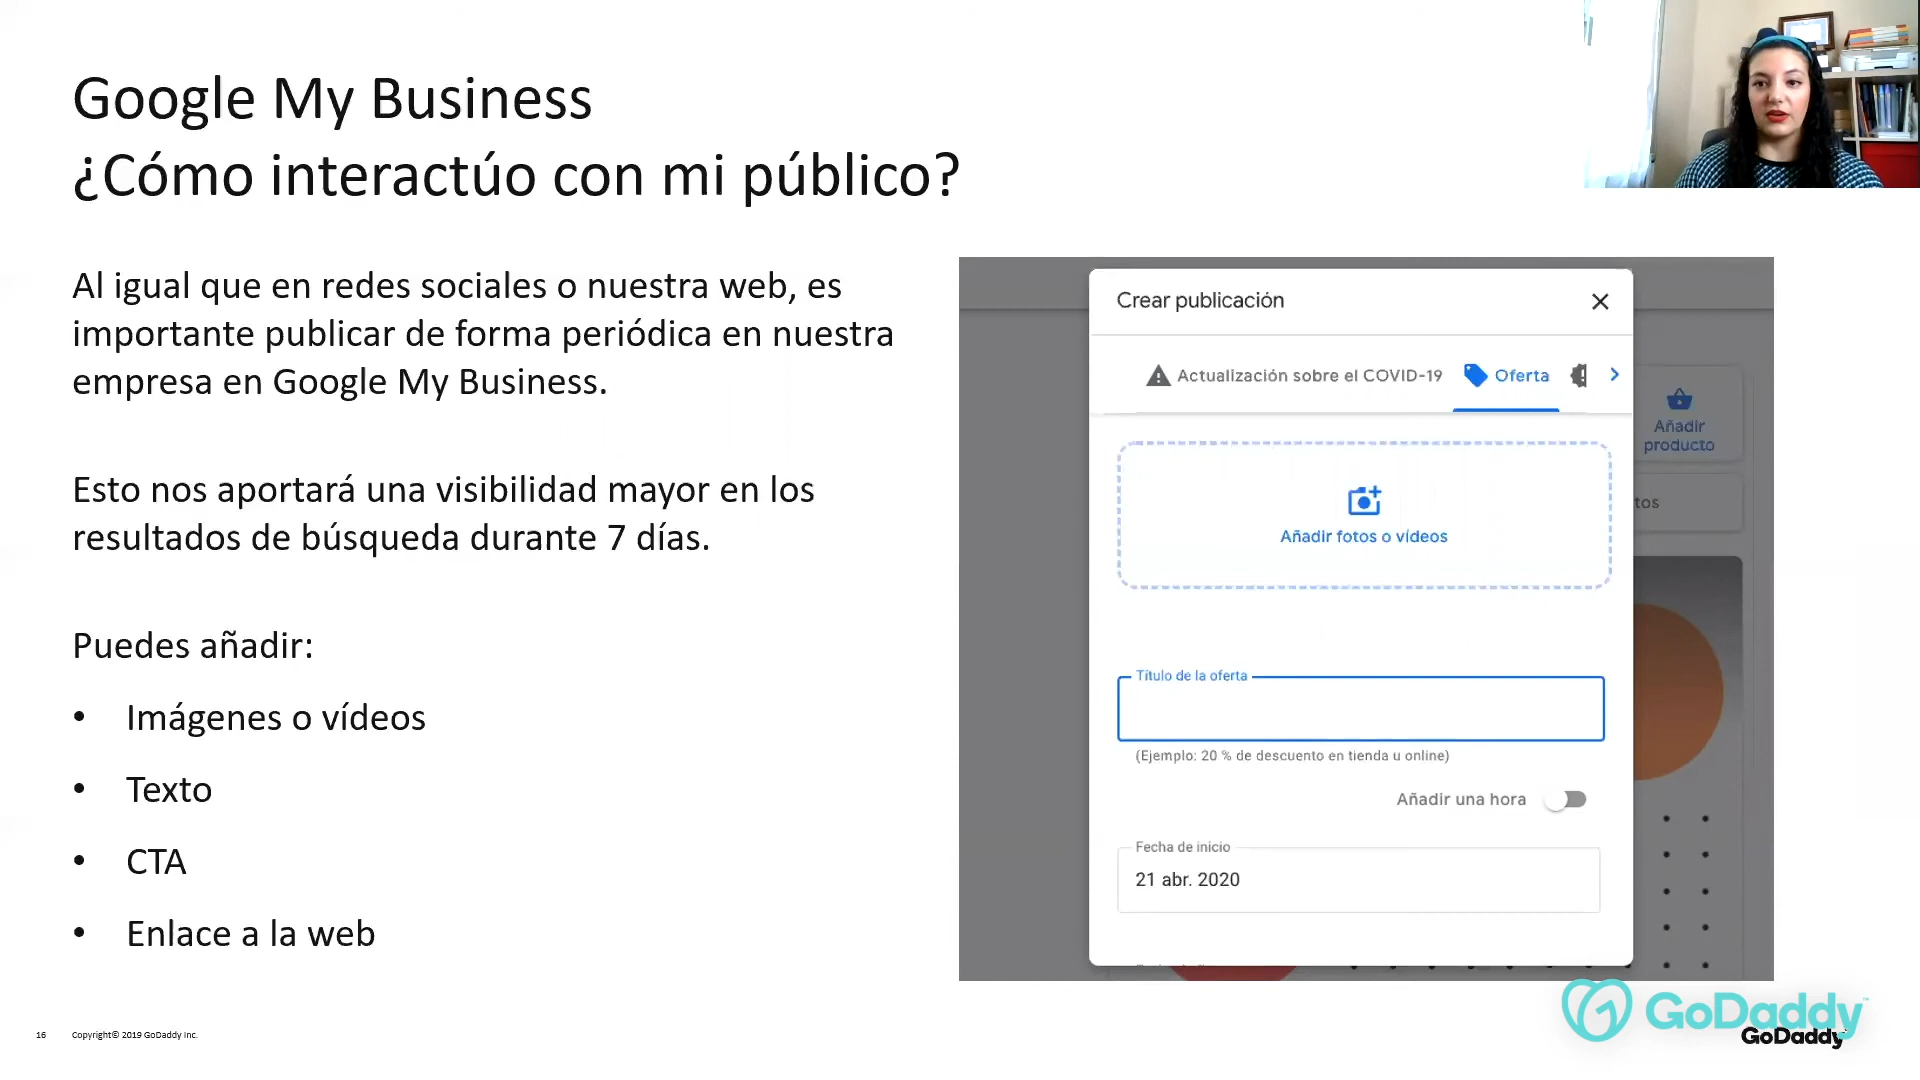 Google My Business
¿Cómo interactúo con mi público?
Al igual que en redes sociales o nuestra web, es
importante publicar de forma periódica en nuestra
empresa en Google My Business.
Esto nos aportará una visibilidad mayor en los
resultados de búsqueda durante 7 días.
Puedes añadir:
• Imágenes o vídeos
• Texto
• CTA
• Enlace a la web
Crear publicación
Actualización sobre el COVID-19
Oferta
Añadir
producto
Añadir fotos o vídeos
Título de la oferta
(Ejemplo: 20 % de descuento en tienda u online)
Añadir una hora
Fecha de inicio
21 abr. 2020
16
Copyright© 2019 GoDaddy Inc.
GoDaddy™
GoDaddy